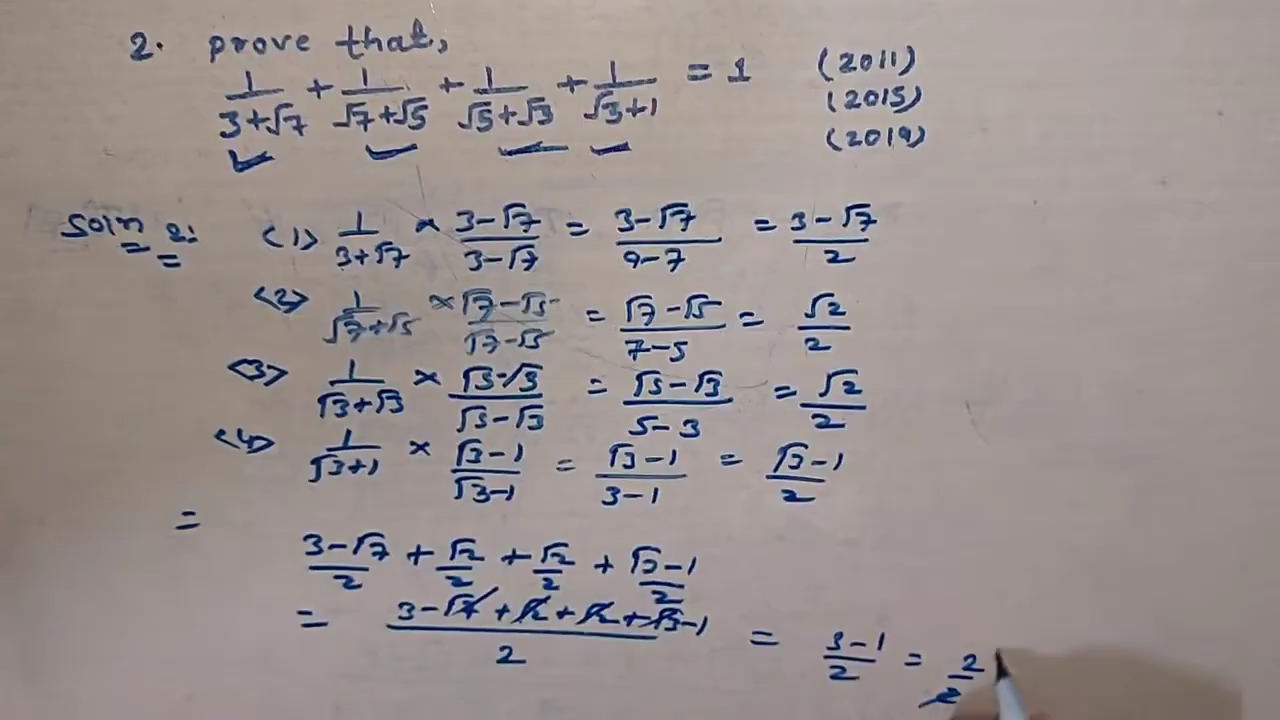 2. prove that,
1/(3+√7) + 1/(√7+√5) + 1/(√5+√3) + 1/(√3+1) = 1
(2011)
(2015)
(2019)
Soln 2:
<1> 1/(3+√7) × (3-√7)/(3-√7) = (3-√7)/(9-7) = (3-√7)/2
<2> 1/(√7+√5) × (√7-√5)/(√7-√5) = (√7-√5)/(7-5) = √2/2
<3> 1/(√3+√3) × (√3-√3)/(√3-√3) = (√3-√3)/(5-3) = √2/2
<4> 1/(√3+1) × (√3-1)/(√3-1) = (√3-1)/(3-1) = (√3-1)/2
=
(3-√7)/2 + √2/2 + √2/2 + (√3-1)/2
= (3-√7+√2+√2+√3-1)/2 = (3-1)/2 = 2/2